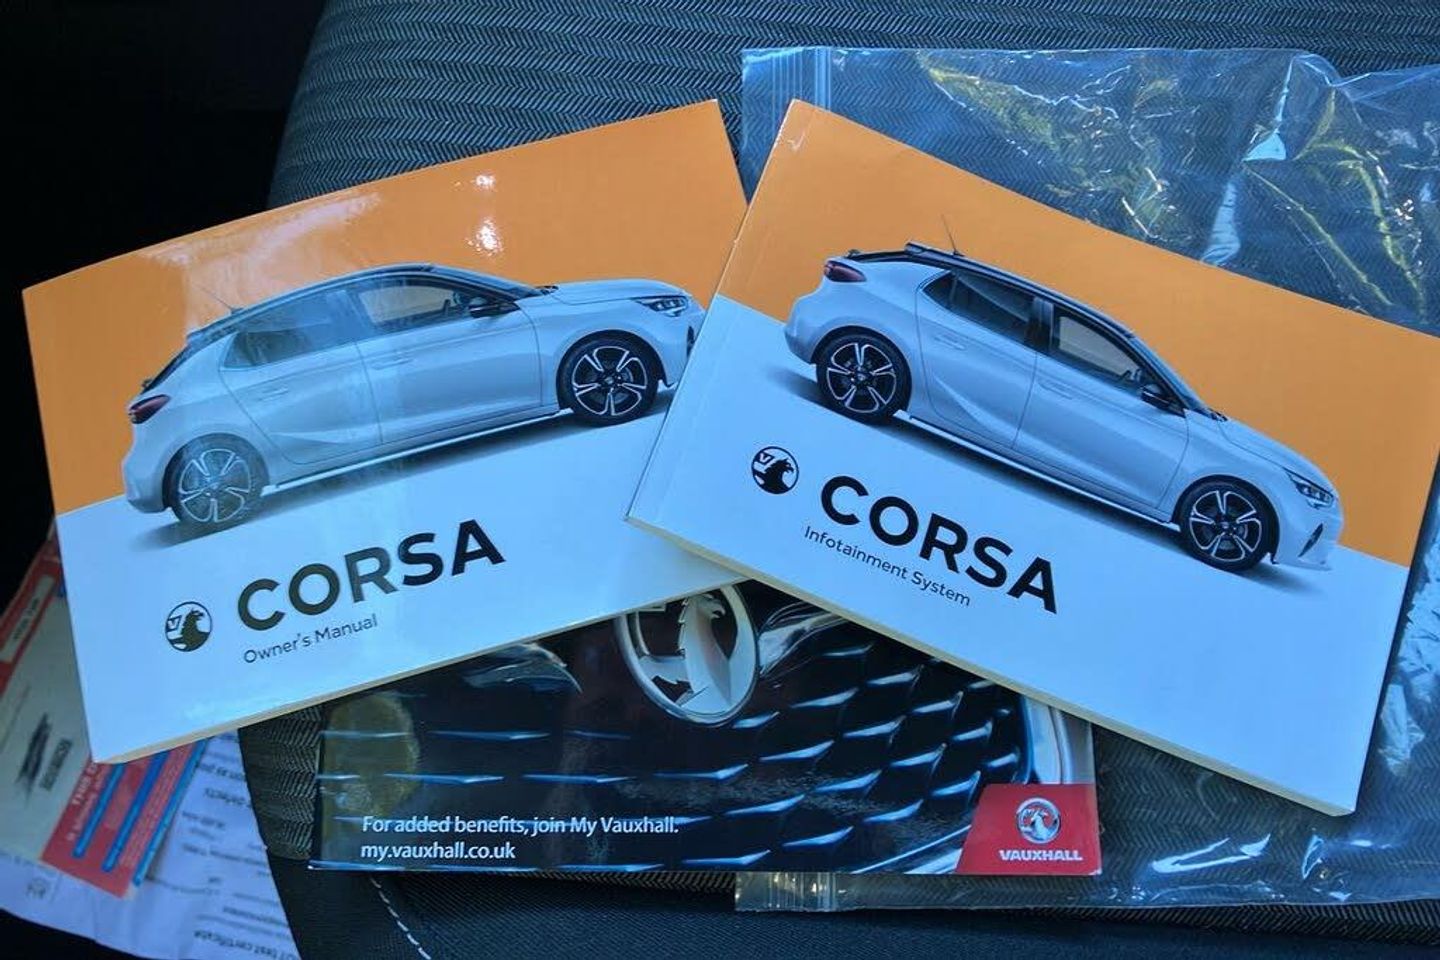 CORSA
Owner's Manual
CORSA
Infotainment System
For added benefits, join My Vauxhall.
my.vauxhall.co.uk
VAUXHALL